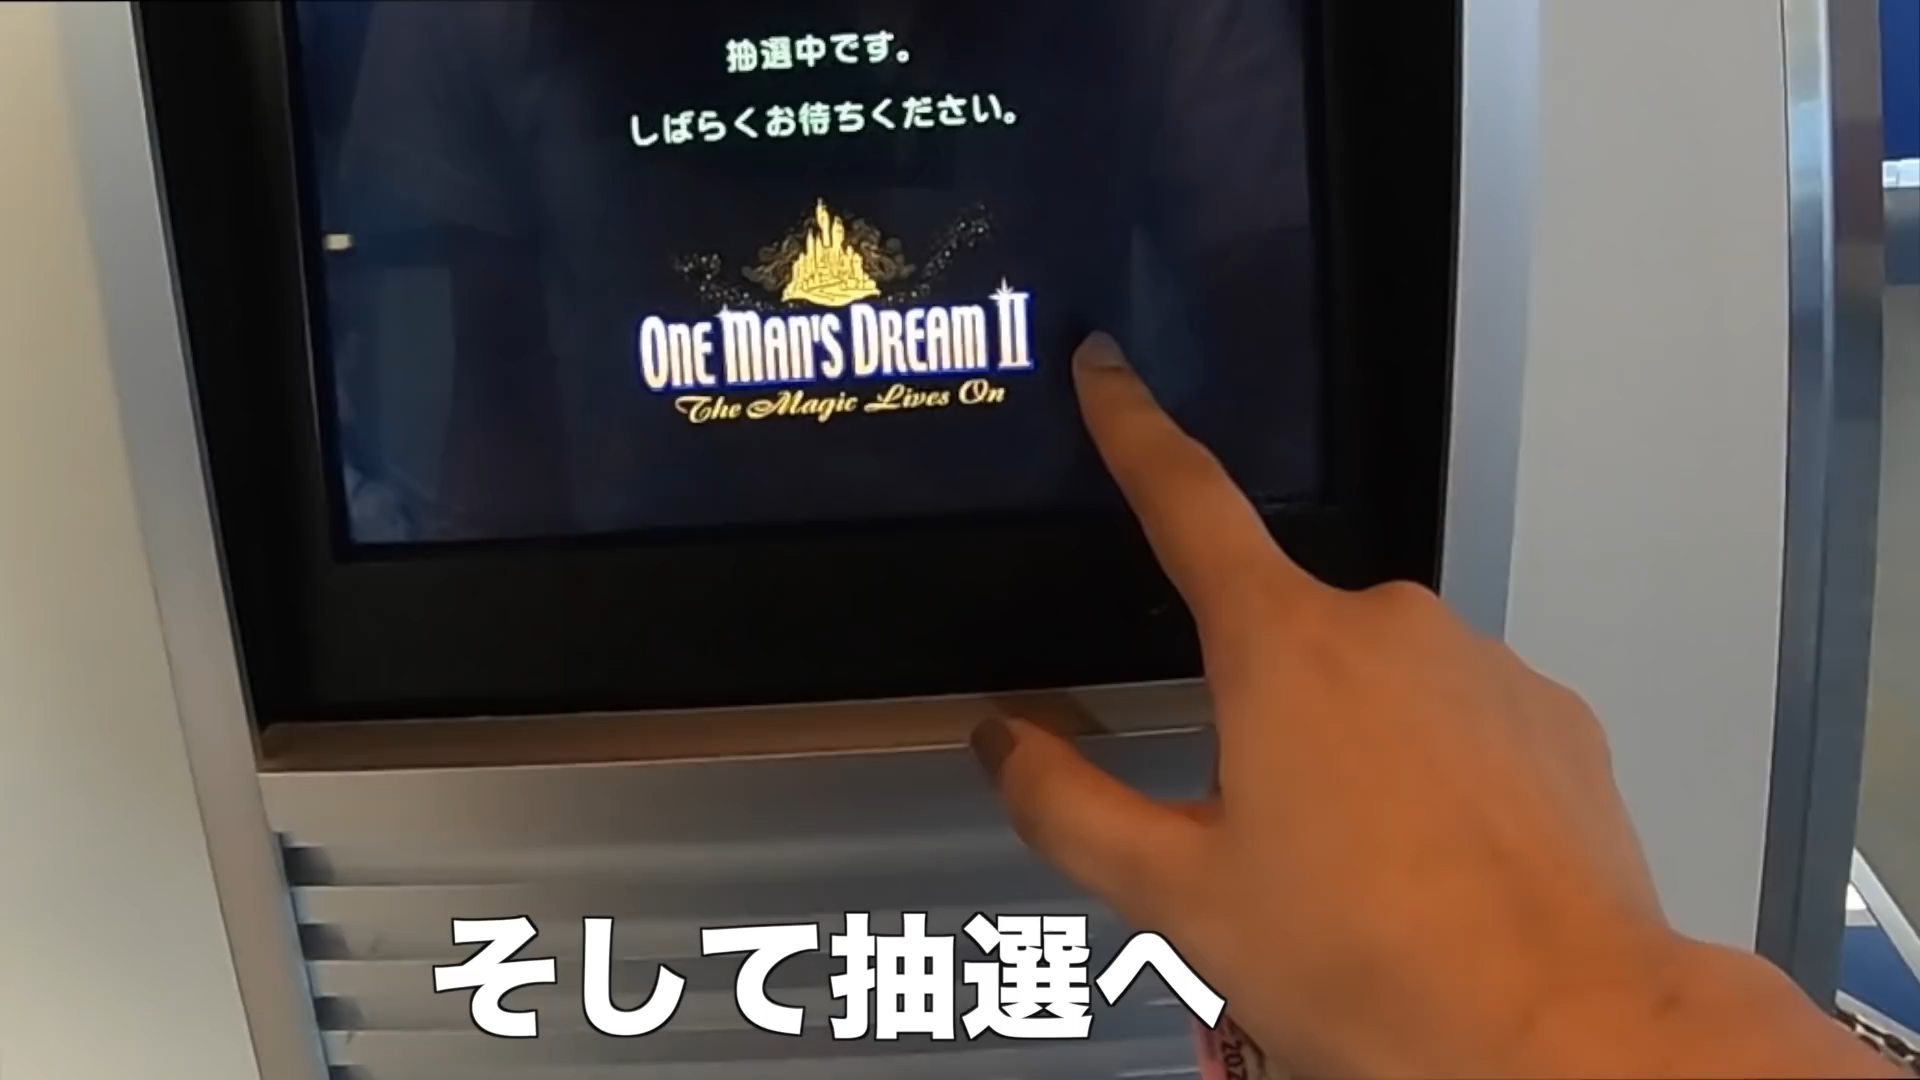 抽選中です。
しばらくお待ちください。
ONE MAN'S DREAM II
The Magic Lives On
そして抽選へ
202